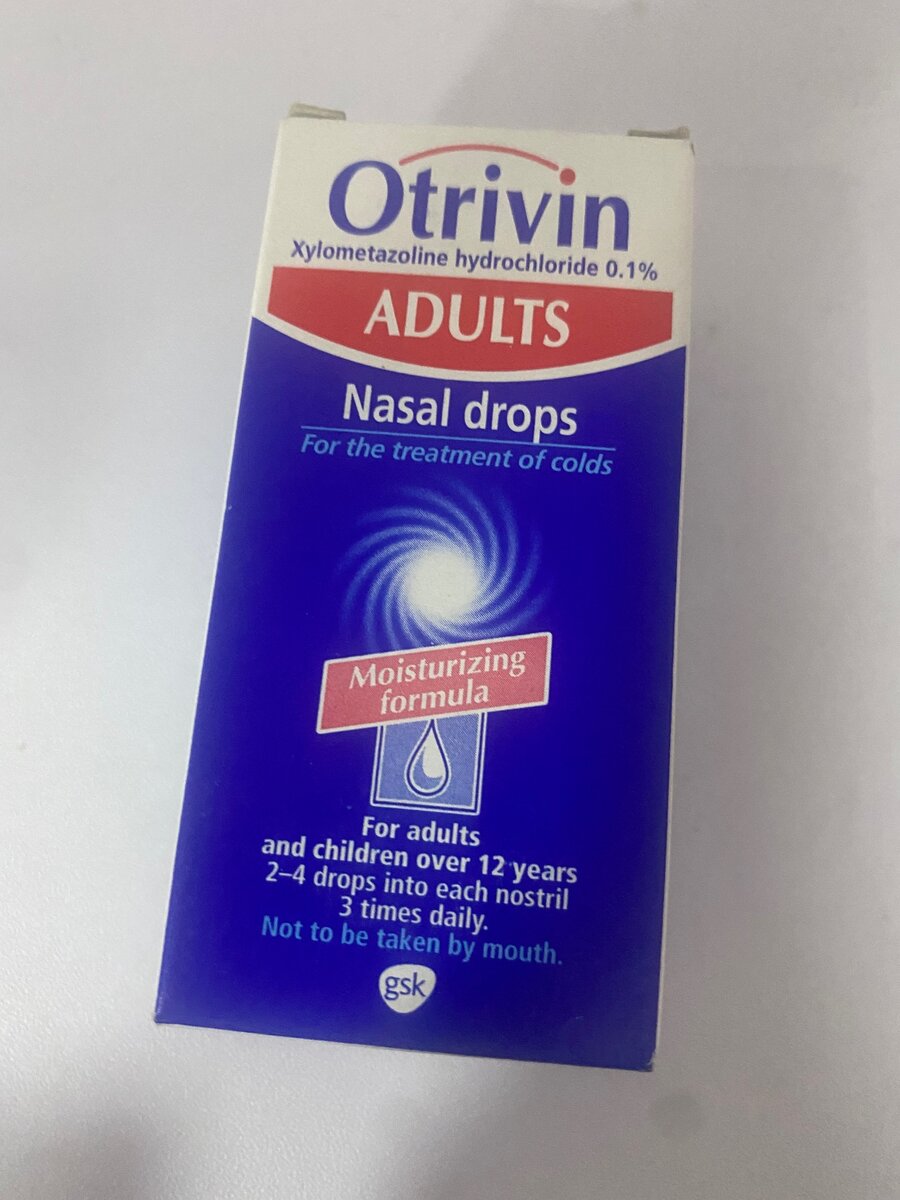 Otrivin
Xylometazoline hydrochloride 0.1%
ADULTS
Nasal drops
For the treatment of colds
Moisturizing
formula
For adults
and children over 12 years
2–4 drops into each nostril
3 times daily.
Not to be taken by mouth.
gsk